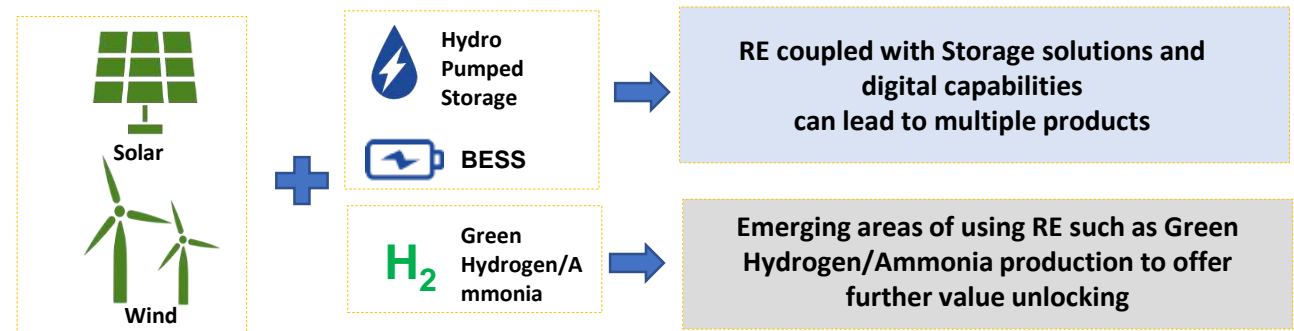 Solar
Wind
Hydro
Pumped
Storage
BESS
H₂
Green
Hydrogen/A
mmonia
RE coupled with Storage solutions and
digital capabilities
can lead to multiple products
Emerging areas of using RE such as Green
Hydrogen/Ammonia production to offer
further value unlocking